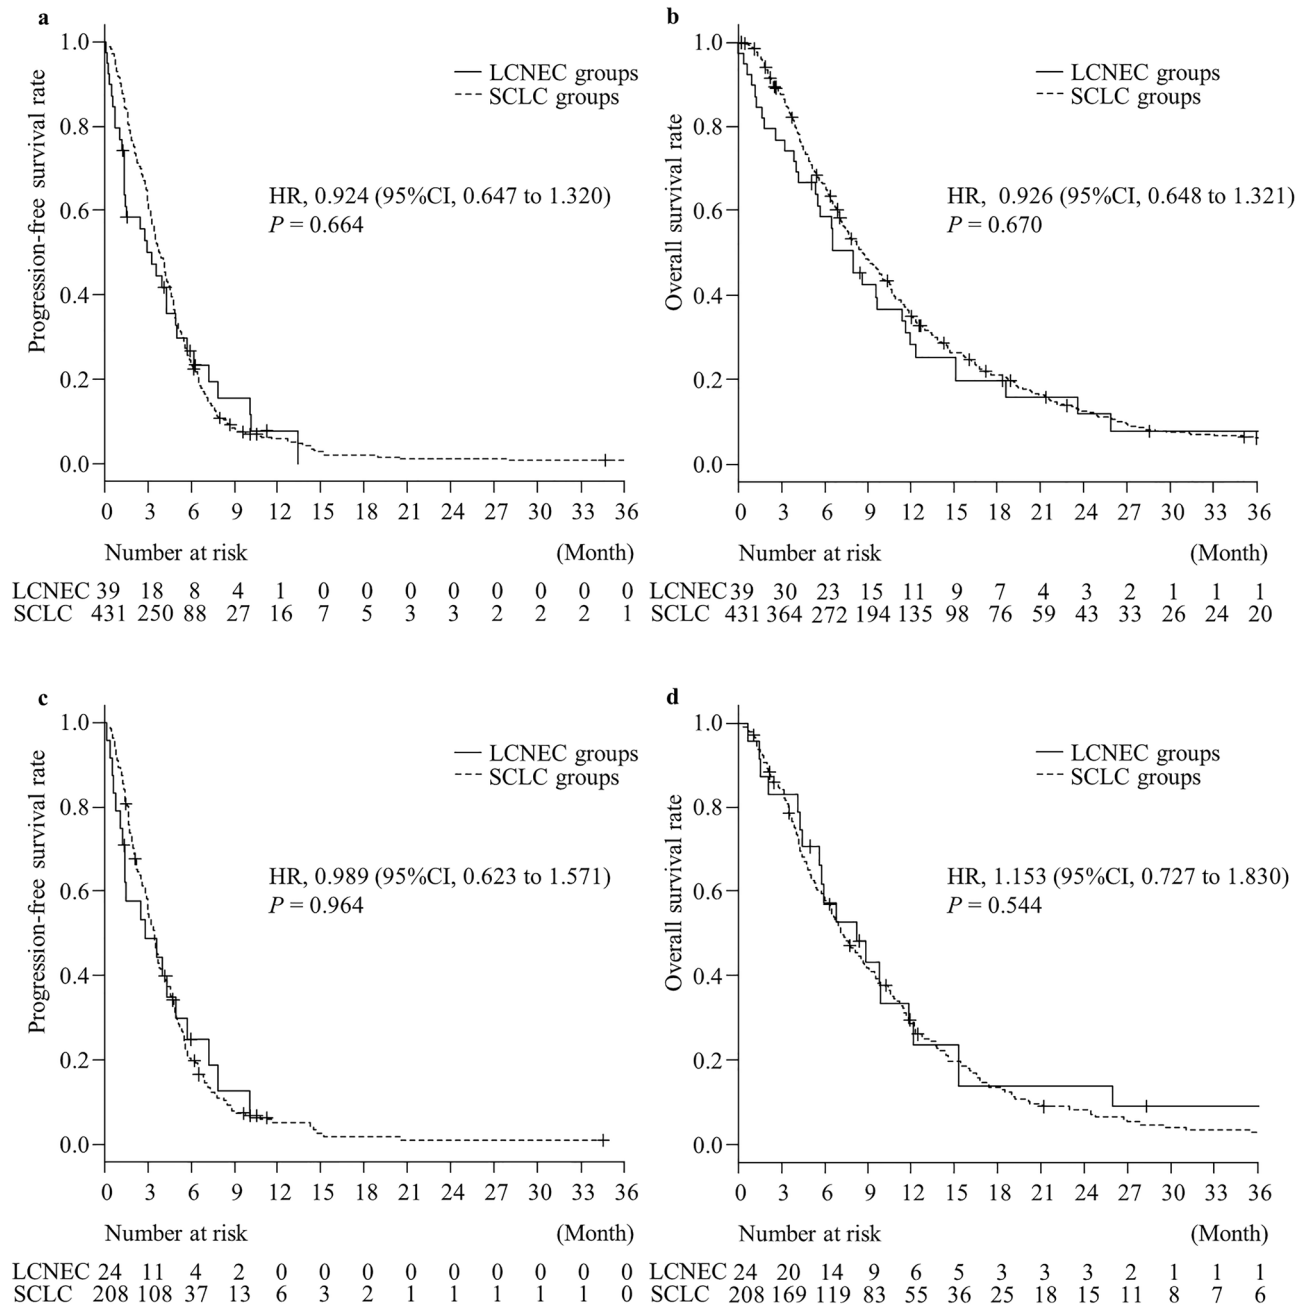 a
Progression-free survival rate
1.0
0.8
0.6
0.4
0.2
0.0
LCNEC groups
SCLC groups
HR, 0.924 (95%CI, 0.647 to 1.320)
P = 0.664
0 3 6 9 12 15 18 21 24 27 30 33 36
Number at risk (Month)
LCNEC 39 18 8 4 1 0 0 0 0 0 0 0 0
SCLC 431 250 88 27 16 7 5 3 3 2 2 2 1
b
Overall survival rate
1.0
0.8
0.6
0.4
0.2
0.0
LCNEC groups
SCLC groups
HR, 0.926 (95%CI, 0.648 to 1.321)
P = 0.670
0 3 6 9 12 15 18 21 24 27 30 33 36
Number at risk (Month)
LCNEC 39 30 23 15 11 9 7 4 3 2 1 1 1
SCLC 431 364 272 194 135 98 76 59 43 33 26 24 20
c
Progression-free survival rate
1.0
0.8
0.6
0.4
0.2
0.0
LCNEC groups
SCLC groups
HR, 0.989 (95%CI, 0.623 to 1.571)
P = 0.964
0 3 6 9 12 15 18 21 24 27 30 33 36
Number at risk (Month)
LCNEC 24 11 4 2 0 0 0 0 0 0 0 0 0
SCLC 208 108 37 13 6 3 2 1 1 1 1 1 0
d
Overall survival rate
1.0
0.8
0.6
0.4
0.2
0.0
LCNEC groups
SCLC groups
HR, 1.153 (95%CI, 0.727 to 1.830)
P = 0.544
0 3 6 9 12 15 18 21 24 27 30 33 36
Number at risk (Month)
LCNEC 24 20 14 9 6 5 3 3 3 2 1 1 1
SCLC 208 169 119 83 55 36 25 18 15 11 8 7 6